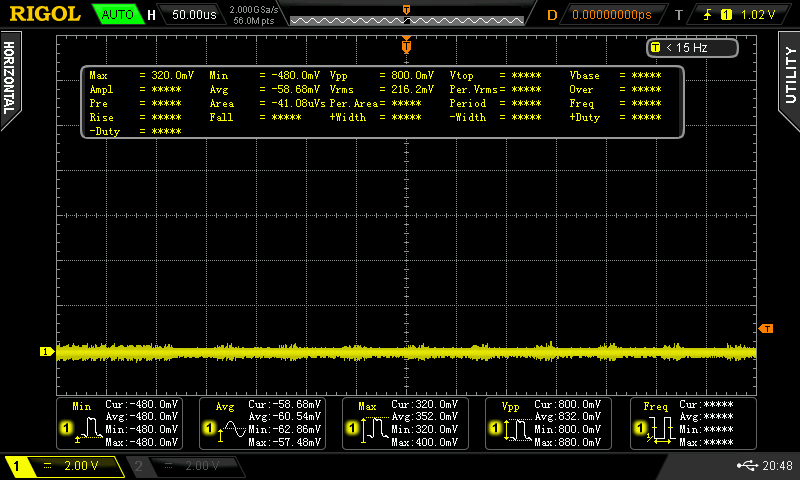 RIGOL AUTO H 50.00us 2.000GSa/s 56.0M pts T D 0.00000000ps T 1 1.02 V
HORIZONTAL
UTILITY
T
T < 15 Hz
Max = 320.0mV Min = -480.0mV Vpp = 800.0mV Vtop = ***** Vbase = *****
Ampl = ***** Avg = -58.68mV Vrms = 216.2mV Per.Vrms= ***** Over = *****
Pre = ***** Area = -41.08uVs Per.Area= ***** Period = ***** Freq = *****
Rise = ***** Fall = ***** +Width = ***** -Width = ***** +Duty = *****
-Duty = *****
T
1
Min
1
Cur:-480.0mV
Avg:-480.0mV
Min:-480.0mV
Max:-480.0mV
Avg
1
Cur:-58.68mV
Avg:-60.54mV
Min:-62.86mV
Max:-57.48mV
Max
1
Cur:320.0mV
Avg:352.0mV
Min:320.0mV
Max:400.0mV
Vpp
1
Cur:800.0mV
Avg:832.0mV
Min:800.0mV
Max:880.0mV
Freq
1
Cur:*****
Avg:*****
Min:*****
Max:*****
1 2.00 V 2 2.00 V 20:48